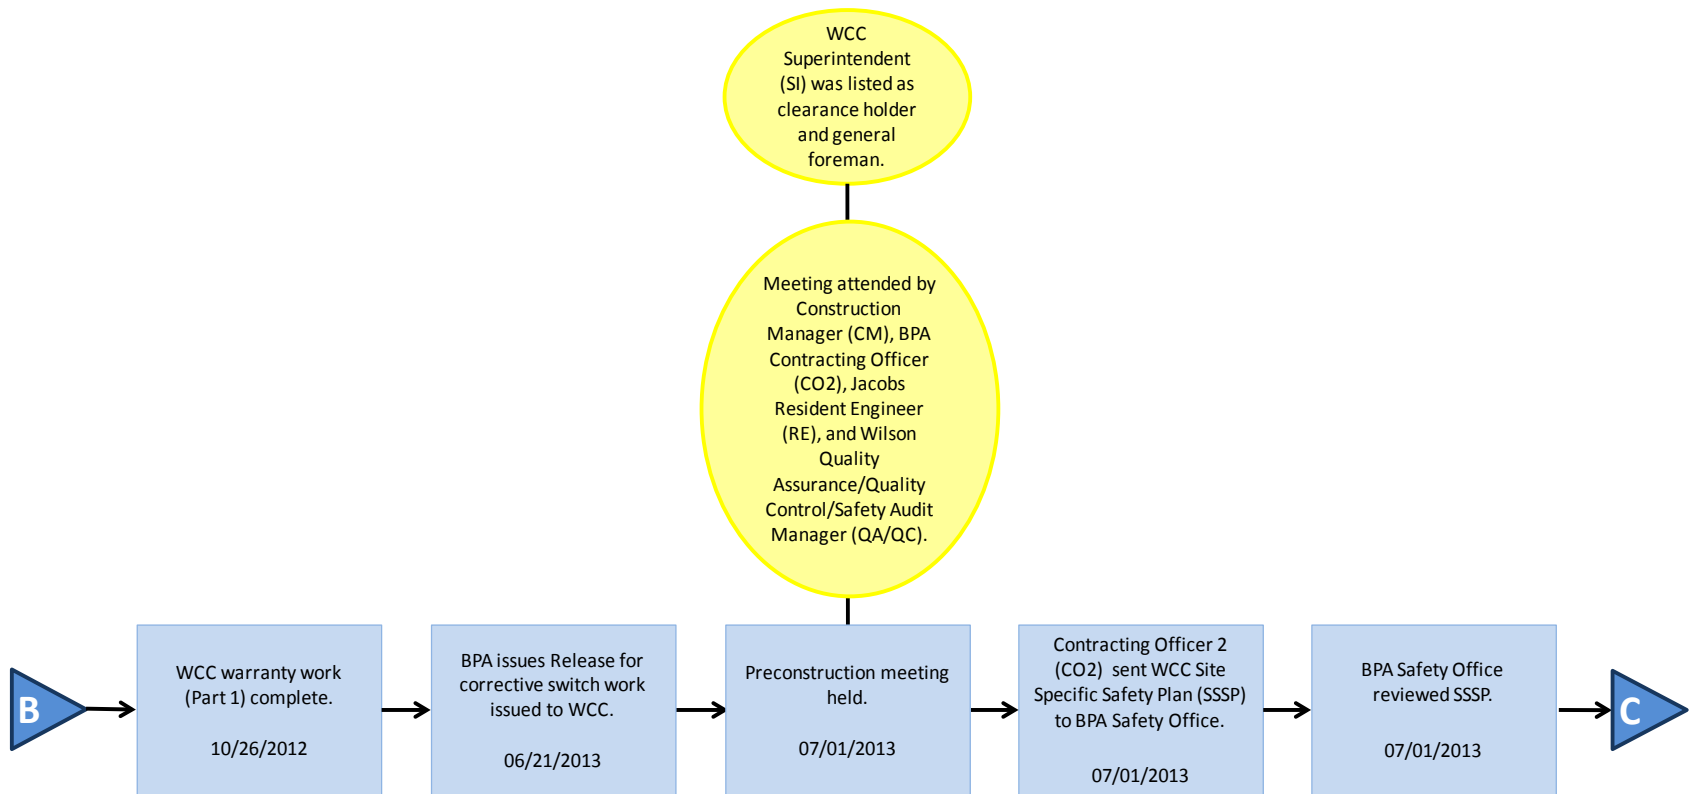 WCC
Superintendent
(SI) was listed as
clearance holder
and general
foreman.
Meeting attended by
Construction
Manager (CM), BPA
Contracting Officer
(CO2), Jacobs
Resident Engineer
(RE), and Wilson
Quality
Assurance/Quality
Control/Safety Audit
Manager (QA/QC).
B
WCC warranty work
(Part 1) complete.
10/26/2012
BPA issues Release for
corrective switch work
issued to WCC.
06/21/2013
Preconstruction meeting
held.
07/01/2013
Contracting Officer 2
(CO2) sent WCC Site
Specific Safety Plan (SSSP)
to BPA Safety Office.
07/01/2013
BPA Safety Office
reviewed SSSP.
07/01/2013
C